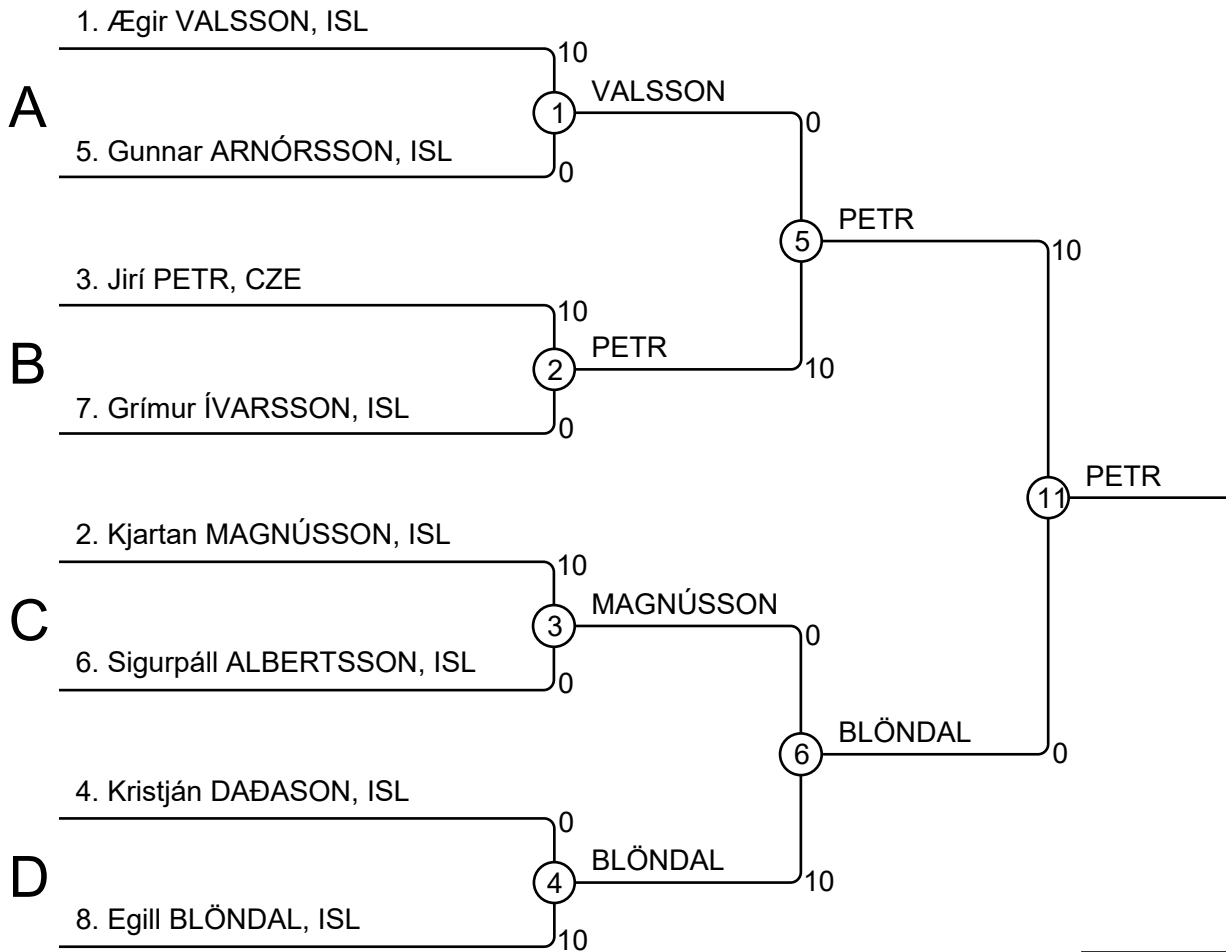 1. Ægir VALSSON, ISL
10
A
1
VALSSON
0
5. Gunnar ARNÓRSSON, ISL
0
5
PETR
10
3. Jirí PETR, CZE
10
B
2
PETR
10
7. Grímur ÍVARSSON, ISL
0
11
PETR
2. Kjartan MAGNÚSSON, ISL
10
C
3
MAGNÚSSON
0
6. Sigurpáll ALBERTSSON, ISL
0
6
BLÖNDAL
0
4. Kristján DAÐASON, ISL
0
D
4
BLÖNDAL
10
8. Egill BLÖNDAL, ISL
10